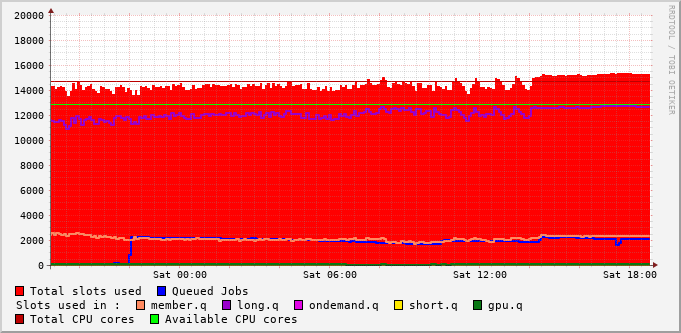 20000
18000
16000
14000
12000
10000
8000
6000
4000
2000
0
Sat 00:00 Sat 06:00 Sat 12:00 Sat 18:00
Total slots used Queued Jobs
Slots used in : member.q long.q ondemand.q short.q gpu.q
Total CPU cores Available CPU cores
RRDTOOL / TOBI OETIKER